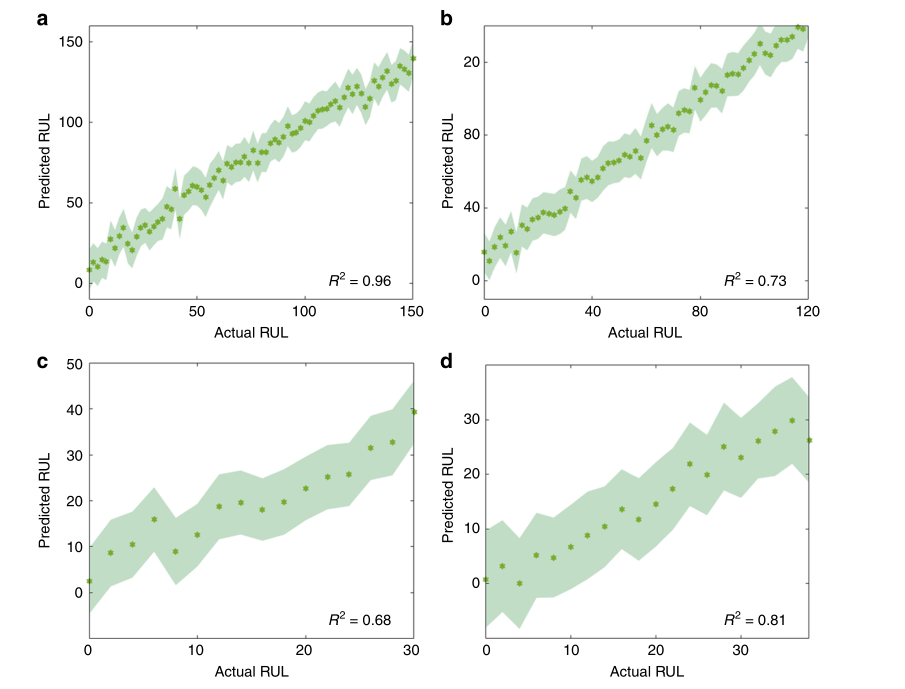 a
150
100
50
0
Predicted RUL
R² = 0.96
0 50 100 150
Actual RUL
b
20
20
80
40
0
Predicted RUL
R² = 0.73
0 40 80 120
Actual RUL
c
50
40
30
20
10
0
Predicted RUL
R² = 0.68
0 10 20 30
Actual RUL
d
30
20
10
0
Predicted RUL
R² = 0.81
0 10 20 30
Actual RUL